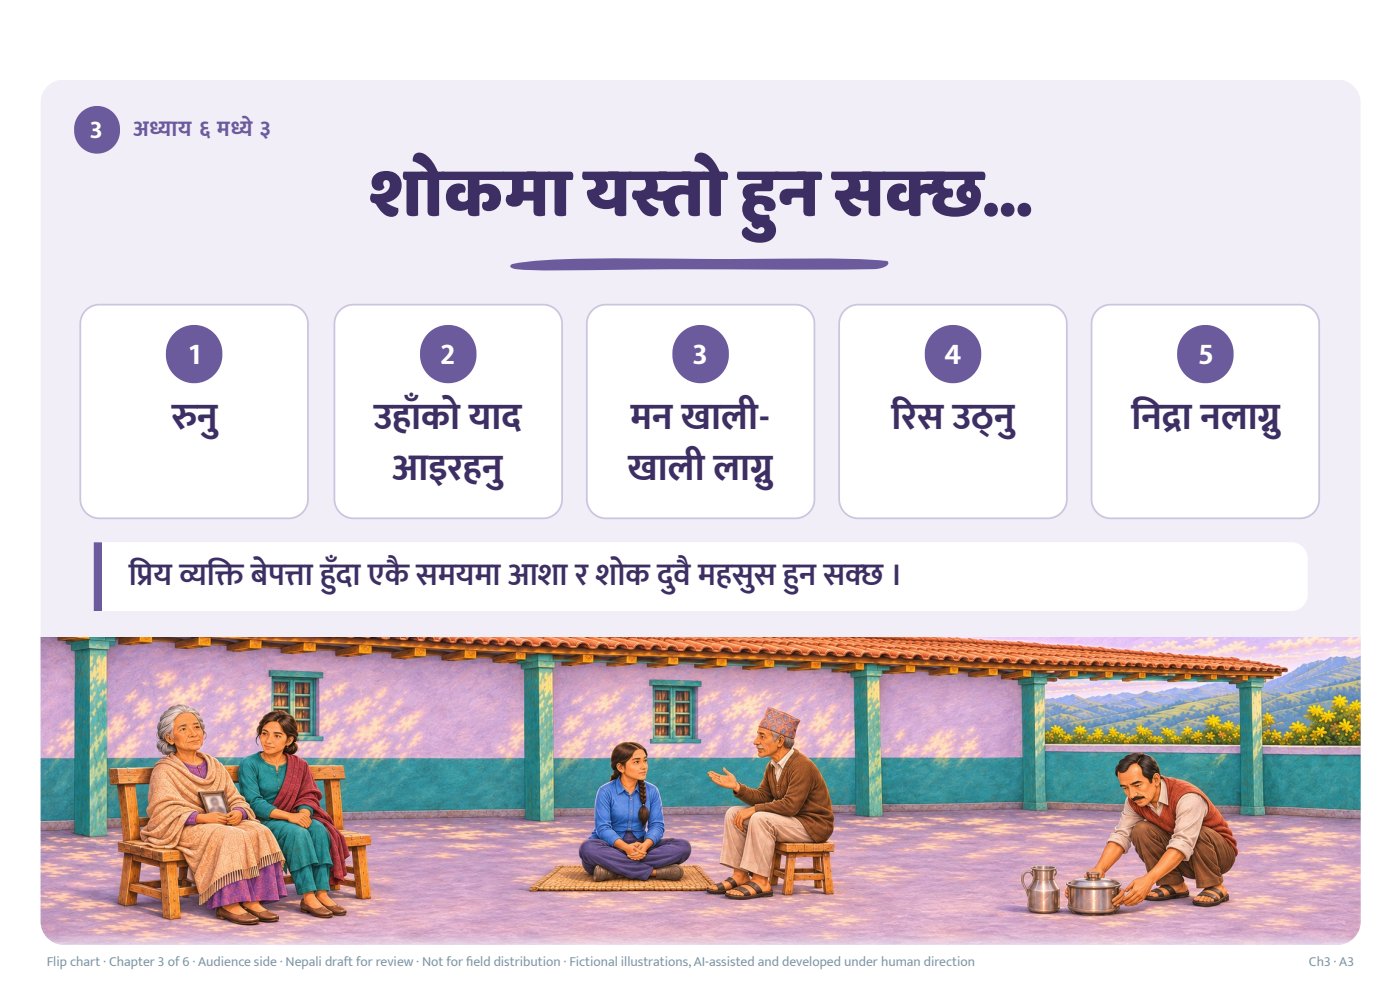 3 अध्याय ६ मध्ये ३
शोकमा यस्तो हुन सक्छ...
1
रुनु
2
उहाँको याद
आइरहनु
3
मन खाली-
खाली लाग्नु
4
रिस उठ्नु
5
निद्रा नलाग्नु
प्रिय व्यक्ति बेपत्ता हुँदा एकै समयमा आशा र शोक दुवै महसुस हुन सक्छ ।
Flip chart · Chapter 3 of 6 · Audience side · Nepali draft for review · Not for field distribution · Fictional illustrations, AI-assisted and developed under human direction
Ch3 · A3